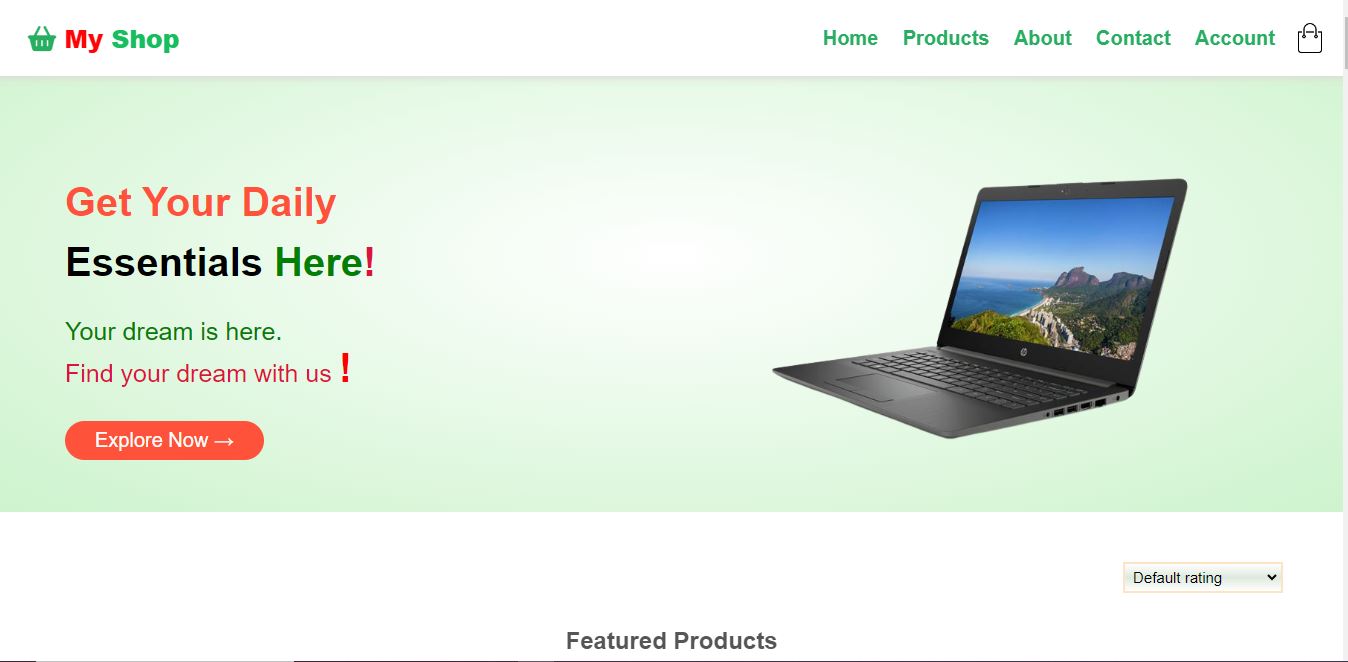 My Shop
Home Products About Contact Account
Get Your Daily
Essentials Here!
Your dream is here.
Find your dream with us !
Explore Now →
hp
Default rating
Featured Products